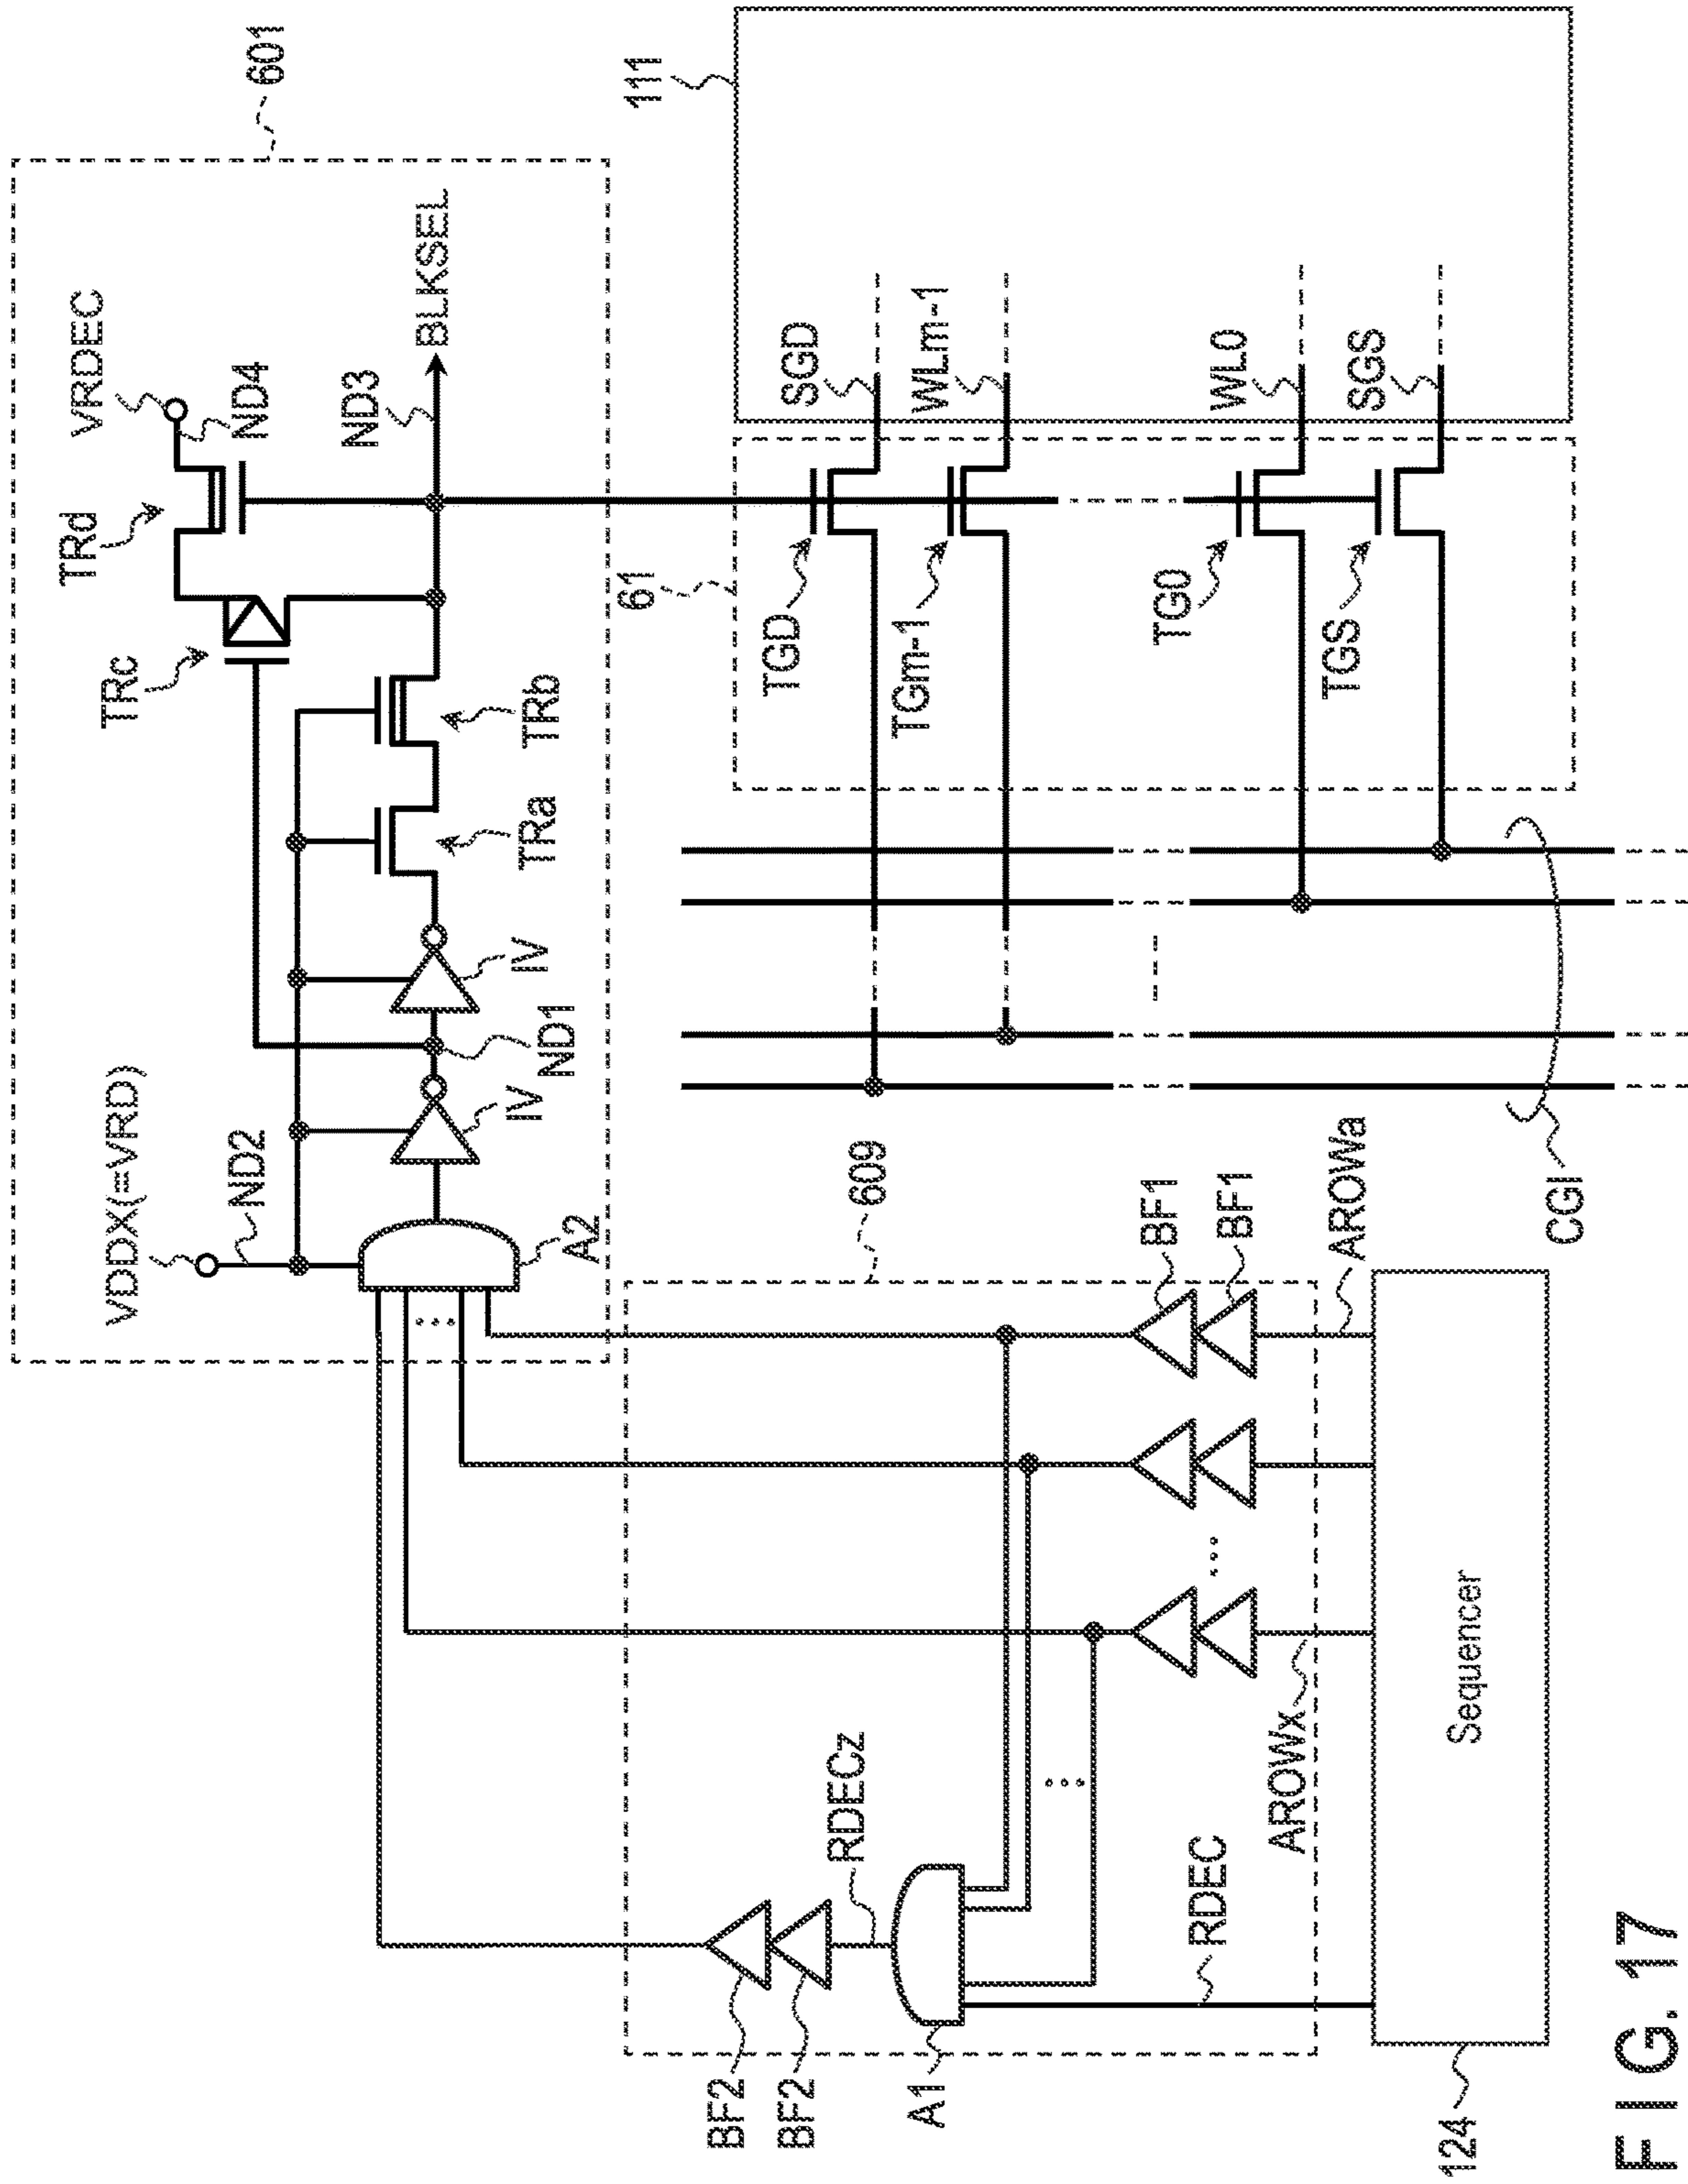 VDDX(=VRD)
ND2
A2
IV
ND1
IV
TRa
TRb
TRc
TRd
VRDEC
ND4
ND3
BLKSEL
601
BF2
BF2
RDECz
A1
RDEC
AROWx
BF1
BF1
AROWa
609
Sequencer
124
CGI
61
TGD
TGm-1
TG0
TGS
SGD
WLm-1
WL0
SGS
111
FIG. 17